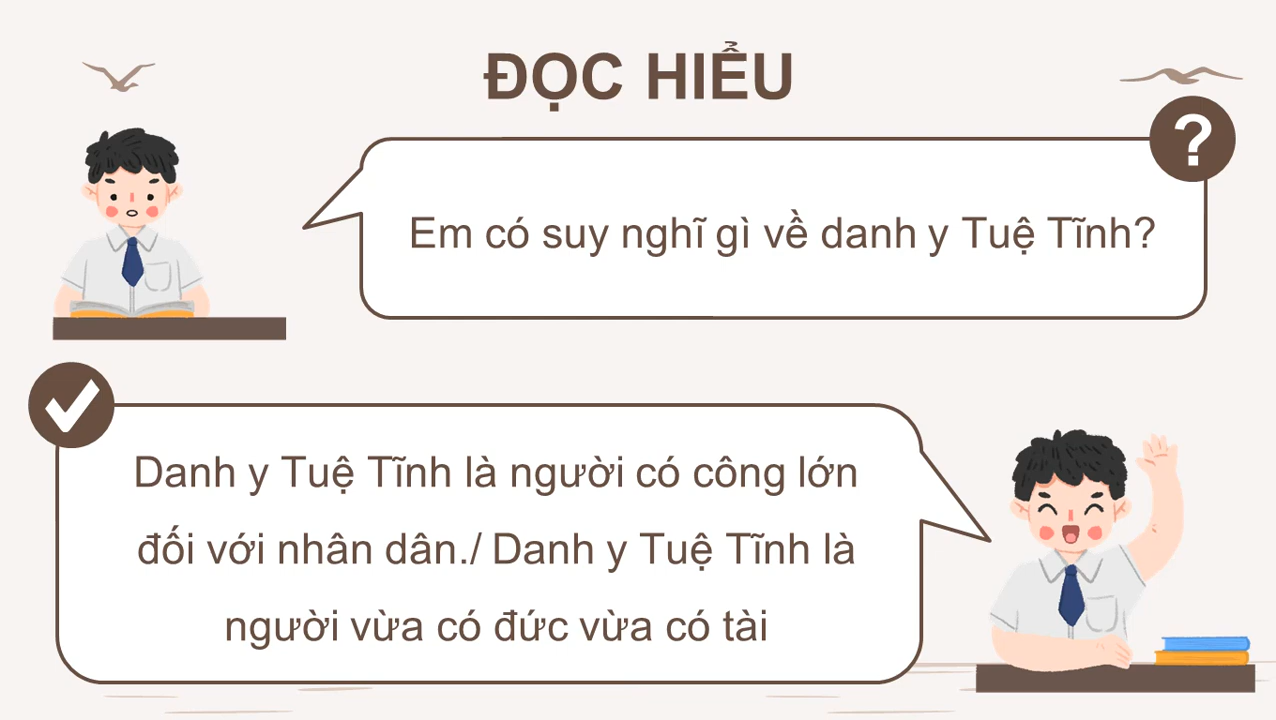 ĐỌC HIỂU
?
Em có suy nghĩ gì về danh y Tuệ Tĩnh?
Danh y Tuệ Tĩnh là người có công lớn
đối với nhân dân./ Danh y Tuệ Tĩnh là
người vừa có đức vừa có tài